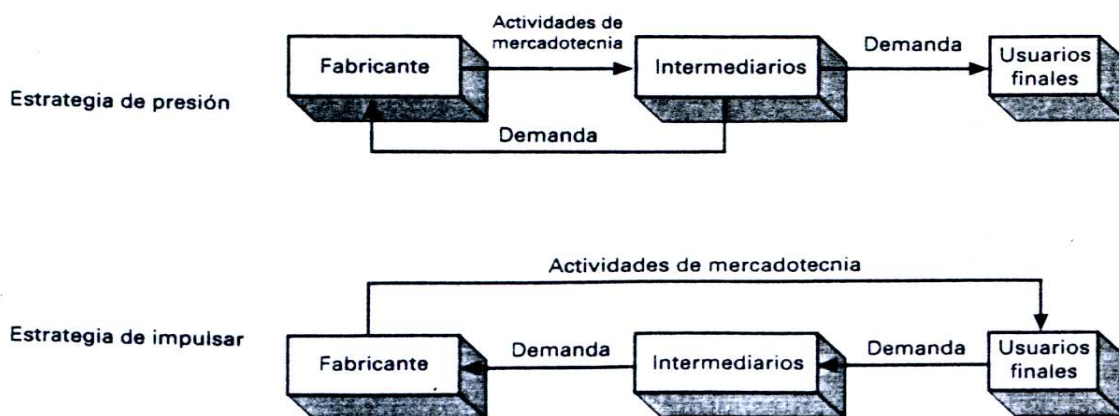 Actividades de
mercadotecnia
Fabricante
Intermediarios
Demanda
Usuarios
finales
Estrategia de presión
Demanda
Actividades de mercadotecnia
Estrategia de impulsar
Fabricante
Demanda
Intermediarios
Demanda
Usuarios
finales